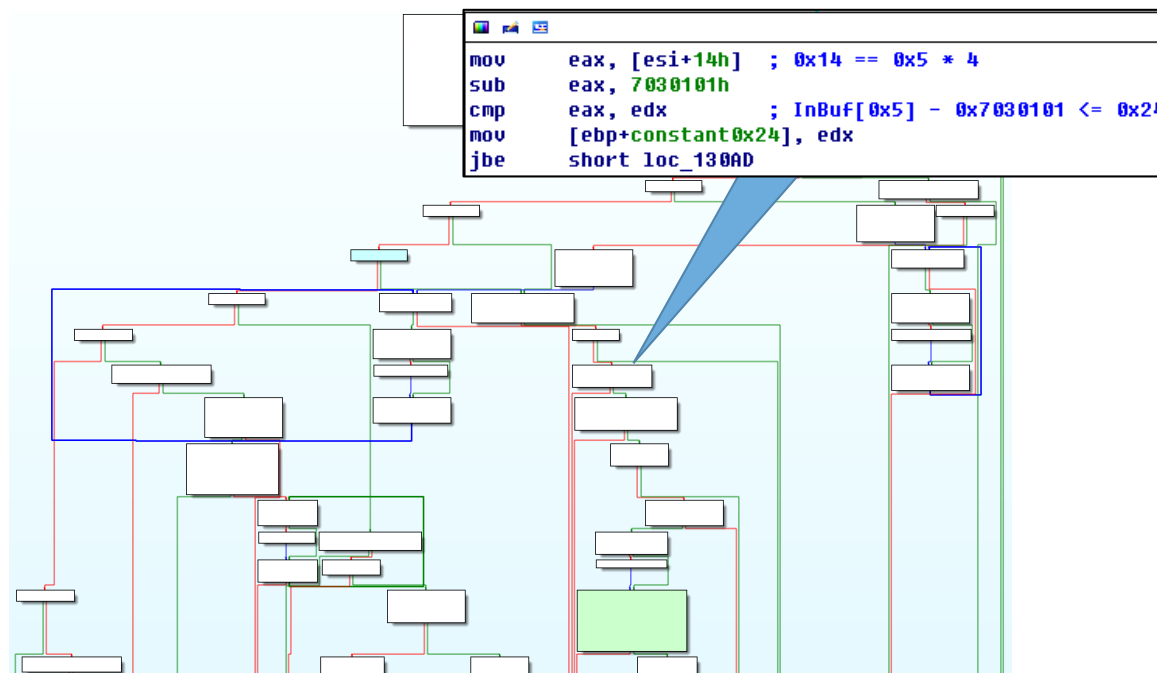 mov eax, [esi+14h] ; 0x14 == 0x5 * 4
sub eax, 7030101h
cmp eax, edx ; InBuf[0x5] - 0x7030101 <= 0x24
mov [ebp+constant0x24], edx
jbe short loc_130AD